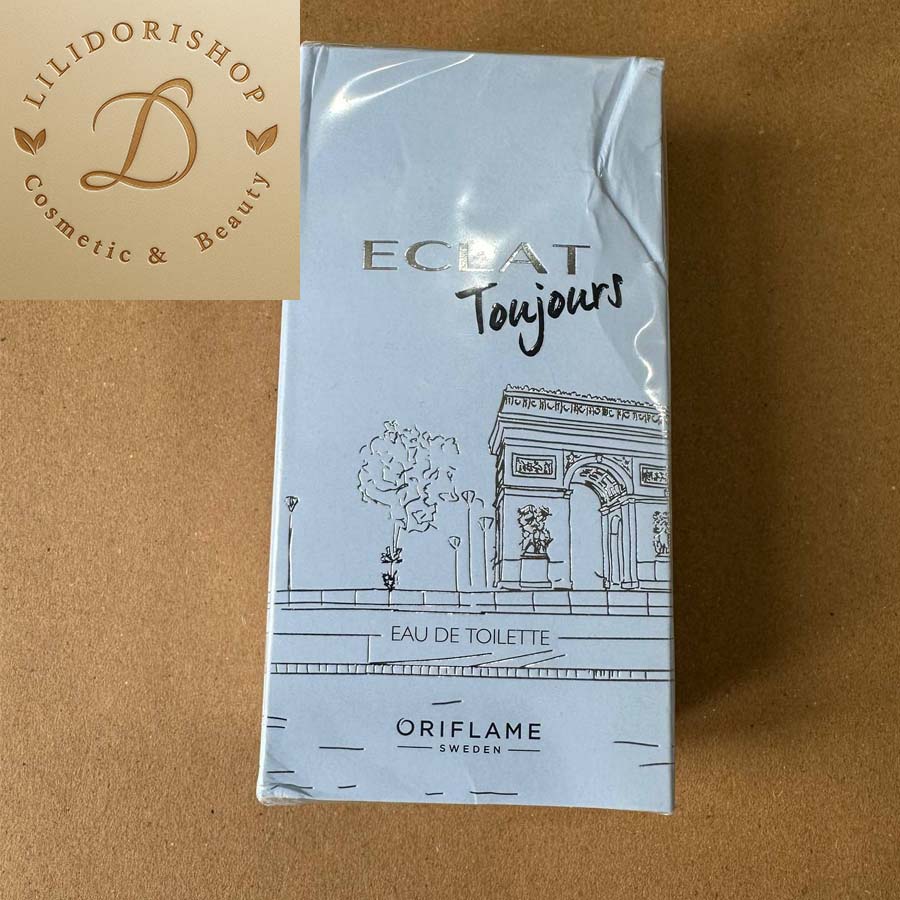 LILIDORISHOP
D
Cosmetic & Beauty
ECLAT
Toujours
EAU DE TOILETTE
ORIFLAME
SWEDEN